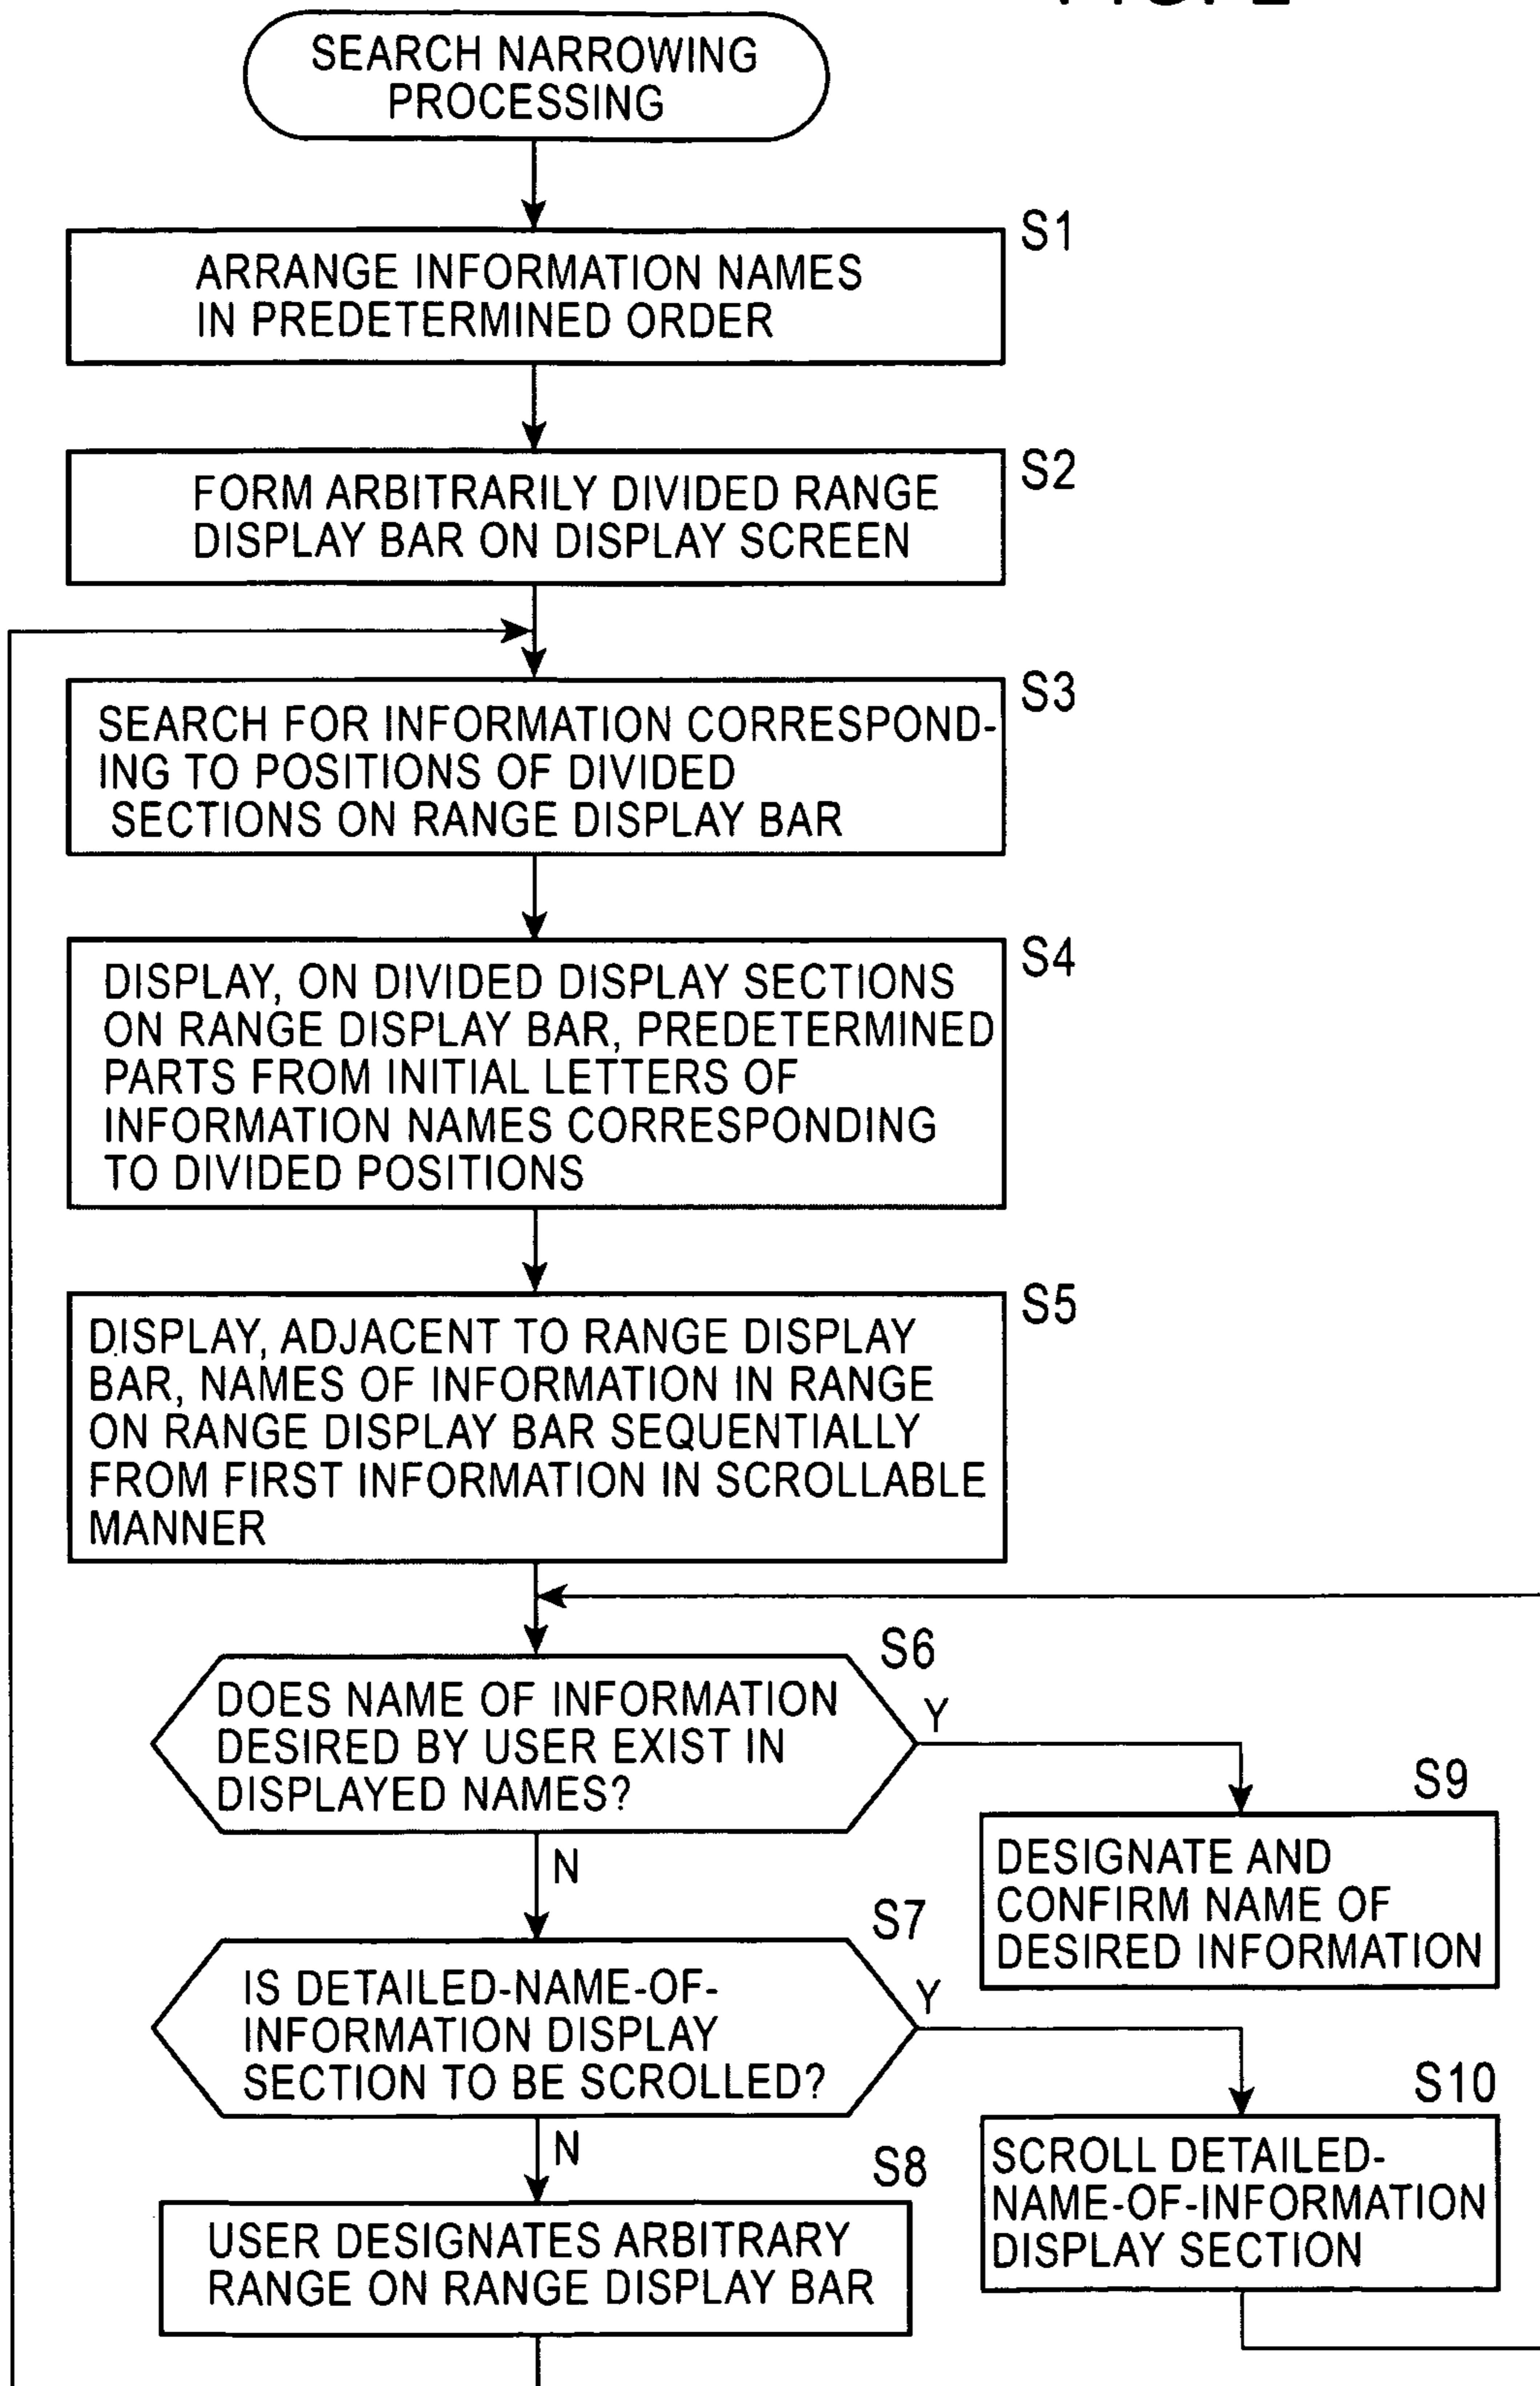 SEARCH NARROWING
PROCESSING
S1
ARRANGE INFORMATION NAMES
IN PREDETERMINED ORDER
S2
FORM ARBITRARILY DIVIDED RANGE
DISPLAY BAR ON DISPLAY SCREEN
S3
SEARCH FOR INFORMATION CORRESPOND-
ING TO POSITIONS OF DIVIDED
SECTIONS ON RANGE DISPLAY BAR
S4
DISPLAY, ON DIVIDED DISPLAY SECTIONS
ON RANGE DISPLAY BAR, PREDETERMINED
PARTS FROM INITIAL LETTERS OF
INFORMATION NAMES CORRESPONDING
TO DIVIDED POSITIONS
S5
DISPLAY, ADJACENT TO RANGE DISPLAY
BAR, NAMES OF INFORMATION IN RANGE
ON RANGE DISPLAY BAR SEQUENTIALLY
FROM FIRST INFORMATION IN SCROLLABLE
MANNER
S6
DOES NAME OF INFORMATION
DESIRED BY USER EXIST IN
DISPLAYED NAMES?
Y
N
S9
DESIGNATE AND
CONFIRM NAME OF
DESIRED INFORMATION
S7
IS DETAILED-NAME-OF-
INFORMATION DISPLAY
SECTION TO BE SCROLLED?
Y
N
S10
SCROLL DETAILED-
NAME-OF-INFORMATION
DISPLAY SECTION
S8
USER DESIGNATES ARBITRARY
RANGE ON RANGE DISPLAY BAR